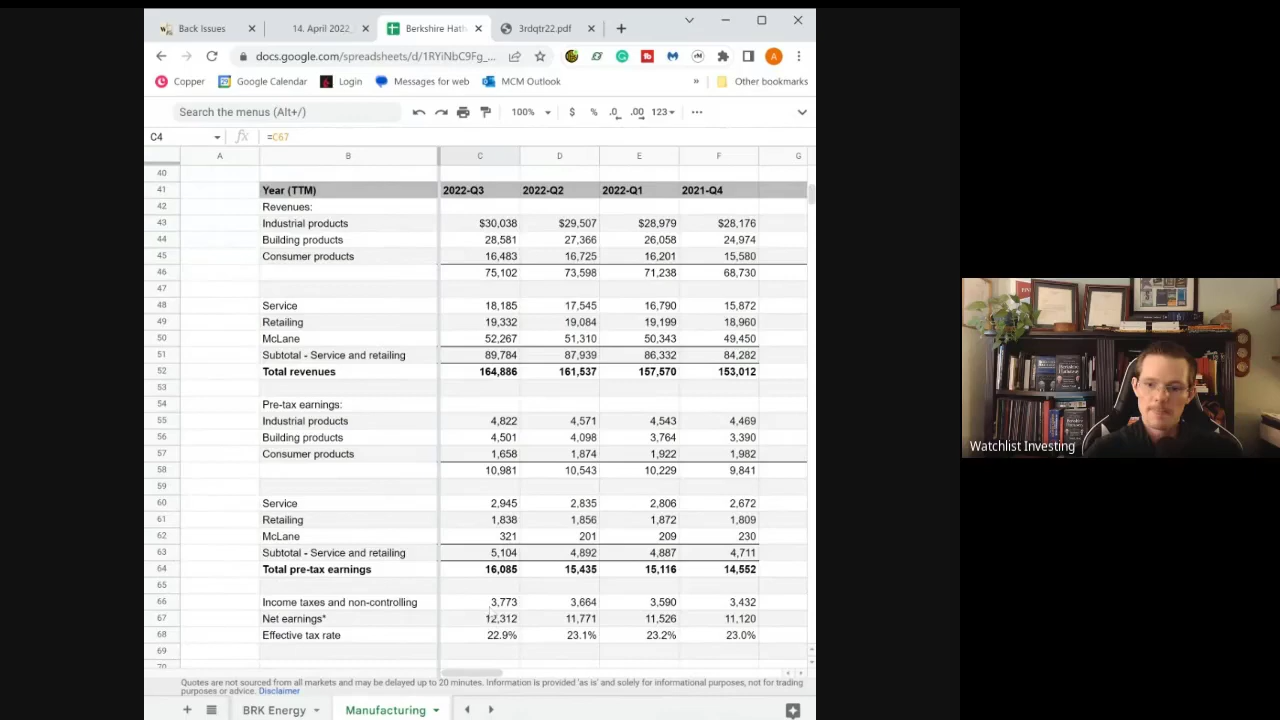 Back Issues
14. April 2022_
Berkshire Hath
3rdqtr22.pdf
docs.google.com/spreadsheets/d/1RYiNbC9Fg_...
Copper Google Calendar Login Messages for web MCM Outlook » Other bookmarks
Search the menus (Alt+/) 100% $ % .0 .00 123
C4 fx =C67
A B C D E F G
40
41 Year (TTM) 2022-Q3 2022-Q2 2022-Q1 2021-Q4
42 Revenues:
43 Industrial products $30,038 $29,507 $28,979 $28,176
44 Building products 28,581 27,366 26,058 24,974
45 Consumer products 16,483 16,725 16,201 15,580
46 75,102 73,598 71,238 68,730
47
48 Service 18,185 17,545 16,790 15,872
49 Retailing 19,332 19,084 19,199 18,960
50 McLane 52,267 51,310 50,343 49,450
51 Subtotal - Service and retailing 89,784 87,939 86,332 84,282
52 Total revenues 164,886 161,537 157,570 153,012
53
54 Pre-tax earnings:
55 Industrial products 4,822 4,571 4,543 4,469
56 Building products 4,501 4,098 3,764 3,390
57 Consumer products 1,658 1,874 1,922 1,982
58 10,981 10,543 10,229 9,841
59
60 Service 2,945 2,835 2,806 2,672
61 Retailing 1,838 1,856 1,872 1,809
62 McLane 321 201 209 230
63 Subtotal - Service and retailing 5,104 4,892 4,887 4,711
64 Total pre-tax earnings 16,085 15,435 15,116 14,552
65
66 Income taxes and non-controlling 3,773 3,664 3,590 3,432
67 Net earnings* 12,312 11,771 11,526 11,120
68 Effective tax rate 22.9% 23.1% 23.2% 23.0%
69
70
Quotes are not sourced from all markets and may be delayed up to 20 minutes. Information is provided 'as is' and solely for informational purposes, not for trading
purposes or advice. Disclaimer
BRK Energy Manufacturing
Watchlist Investing